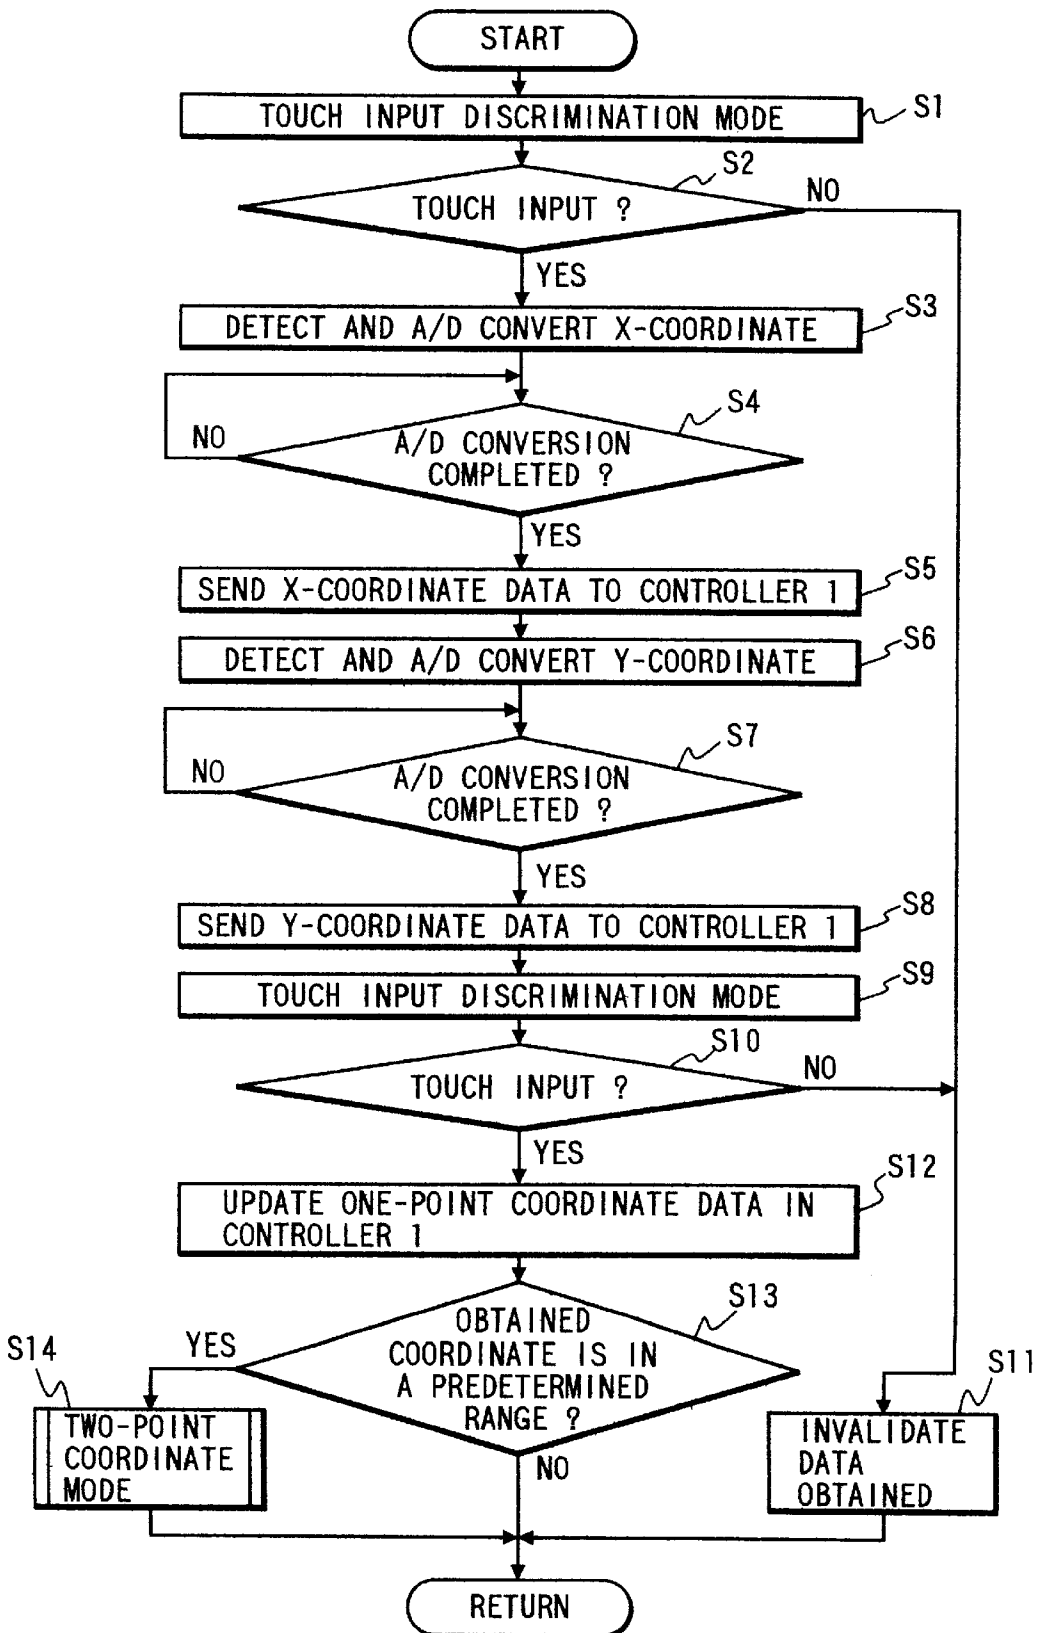 START
TOUCH INPUT DISCRIMINATION MODE
S1
S2
TOUCH INPUT ?
NO
YES
DETECT AND A/D CONVERT X-COORDINATE
S3
S4
NO
A/D CONVERSION
COMPLETED ?
YES
SEND X-COORDINATE DATA TO CONTROLLER 1
S5
DETECT AND A/D CONVERT Y-COORDINATE
S6
S7
NO
A/D CONVERSION
COMPLETED ?
YES
SEND Y-COORDINATE DATA TO CONTROLLER 1
S8
TOUCH INPUT DISCRIMINATION MODE
S9
S10
TOUCH INPUT ?
NO
YES
S12
UPDATE ONE-POINT COORDINATE DATA IN
CONTROLLER 1
S13
OBTAINED
COORDINATE IS IN
A PREDETERMINED
RANGE ?
YES
NO
S14
TWO-POINT
COORDINATE
MODE
S11
INVALIDATE
DATA
OBTAINED
RETURN